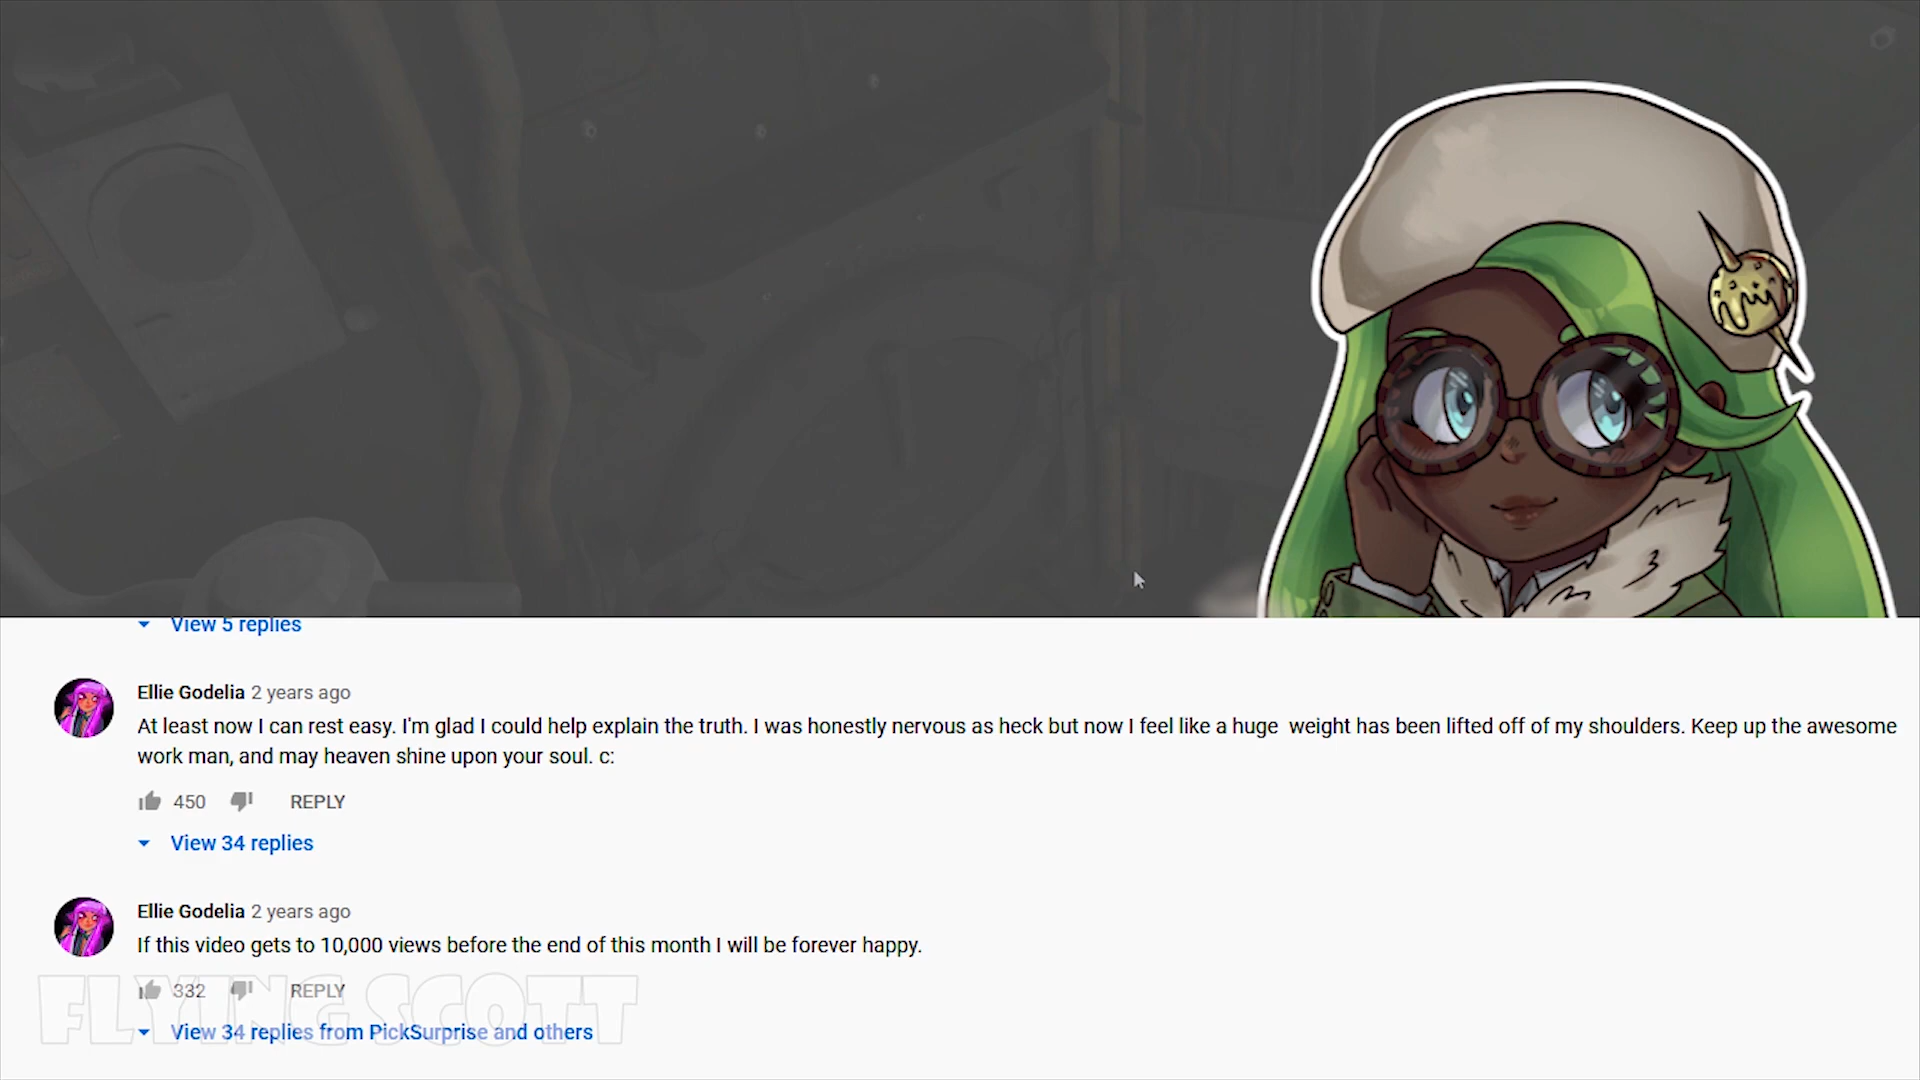 View 5 replies
Ellie Godelia 2 years ago
At least now I can rest easy. I'm glad I could help explain the truth. I was honestly nervous as heck but now I feel like a huge  weight has been lifted off of my shoulders. Keep up the awesome
work man, and may heaven shine upon your soul. c:
450 REPLY
View 34 replies
Ellie Godelia 2 years ago
If this video gets to 10,000 views before the end of this month I will be forever happy.
332 REPLY
FLYING SCOTT
View 34 replies from PickSurprise and others